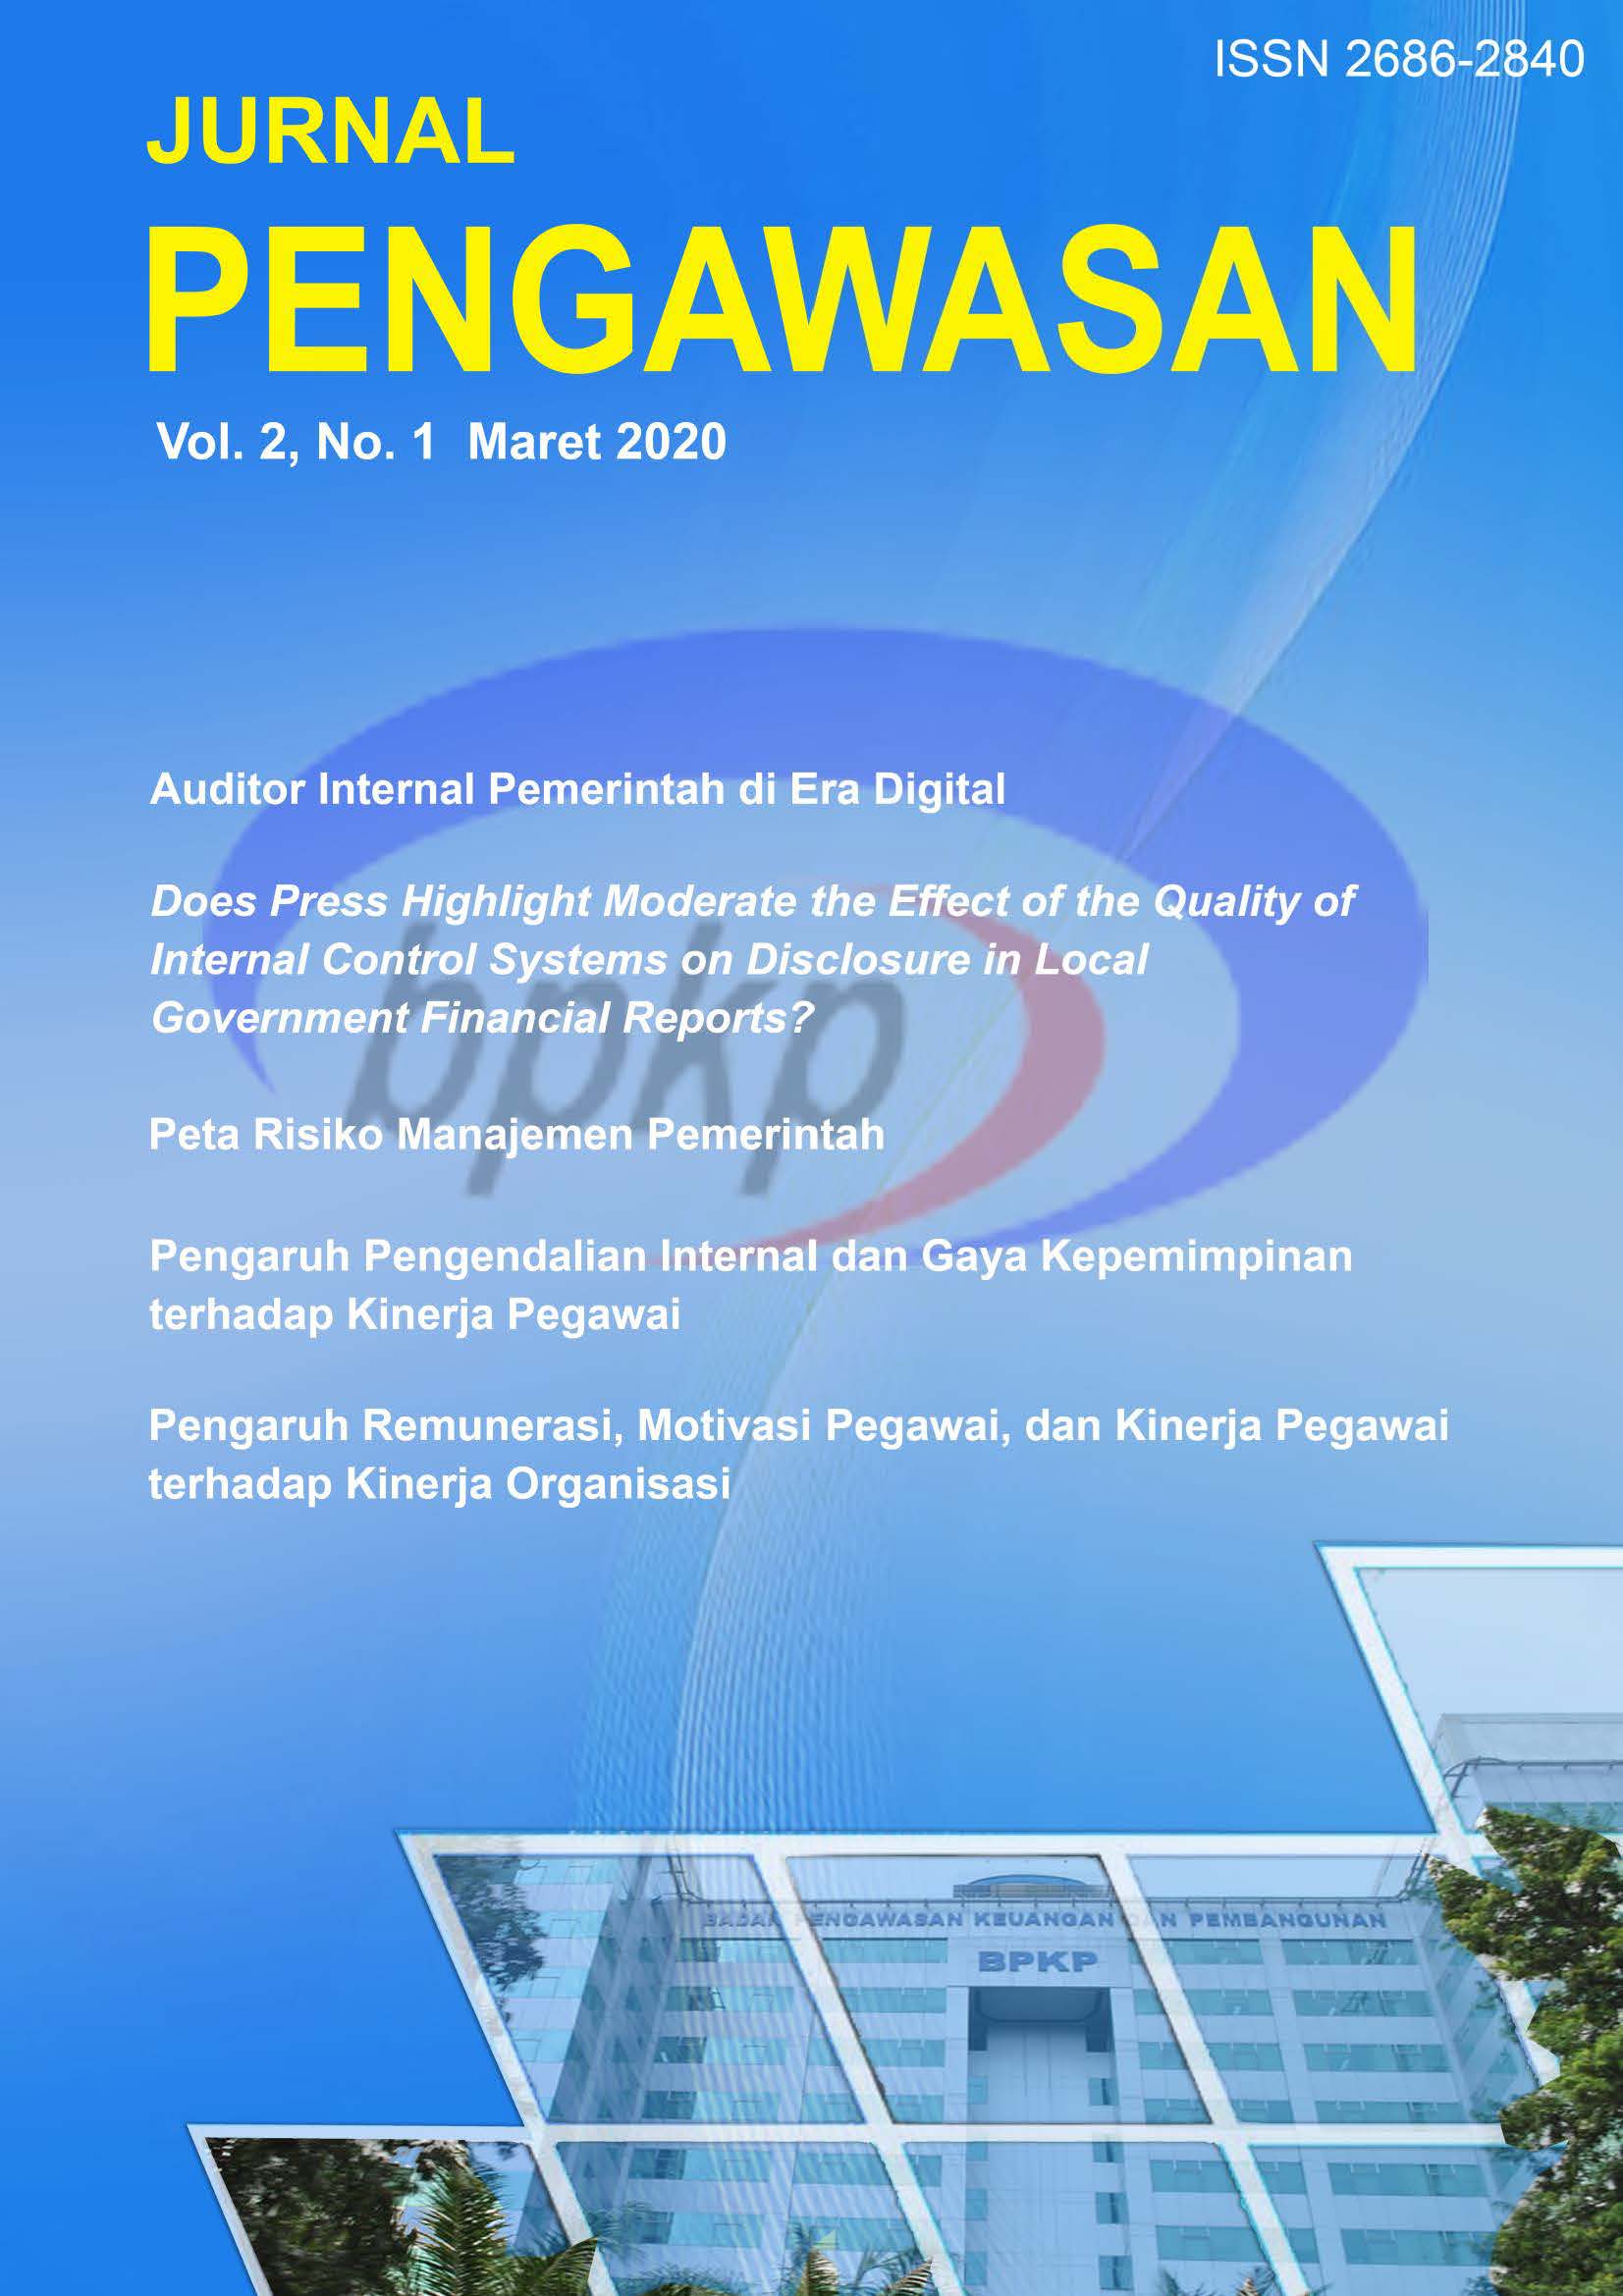 ISSN 2686-2840
JURNAL
PENGAWASAN
Vol. 2, No. 1 Maret 2020
Auditor Internal Pemerintah di Era Digital
Does Press Highlight Moderate the Effect of the Quality of
Internal Control Systems on Disclosure in Local
Government Financial Reports?
bpkp
Peta Risiko Manajemen Pemerintah
Pengaruh Pengendalian Internal dan Gaya Kepemimpinan
terhadap Kinerja Pegawai
Pengaruh Remunerasi, Motivasi Pegawai, dan Kinerja Pegawai
terhadap Kinerja Organisasi
BADAN PENGAWASAN KEUANGAN DAN PEMBANGUNAN
BPKP